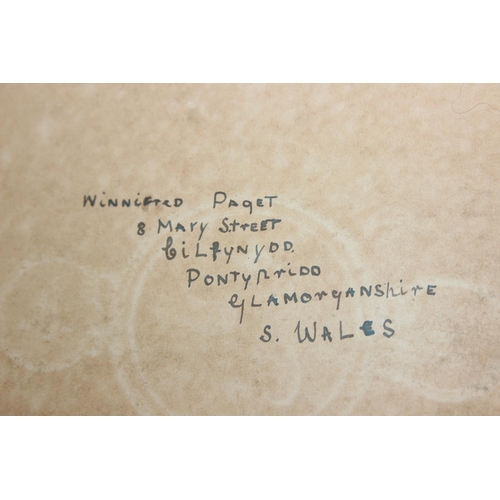 Winnifred Paget
8 Mary Street
Cilfynydd.
Pontypridd
Glamorganshire
S. WALES